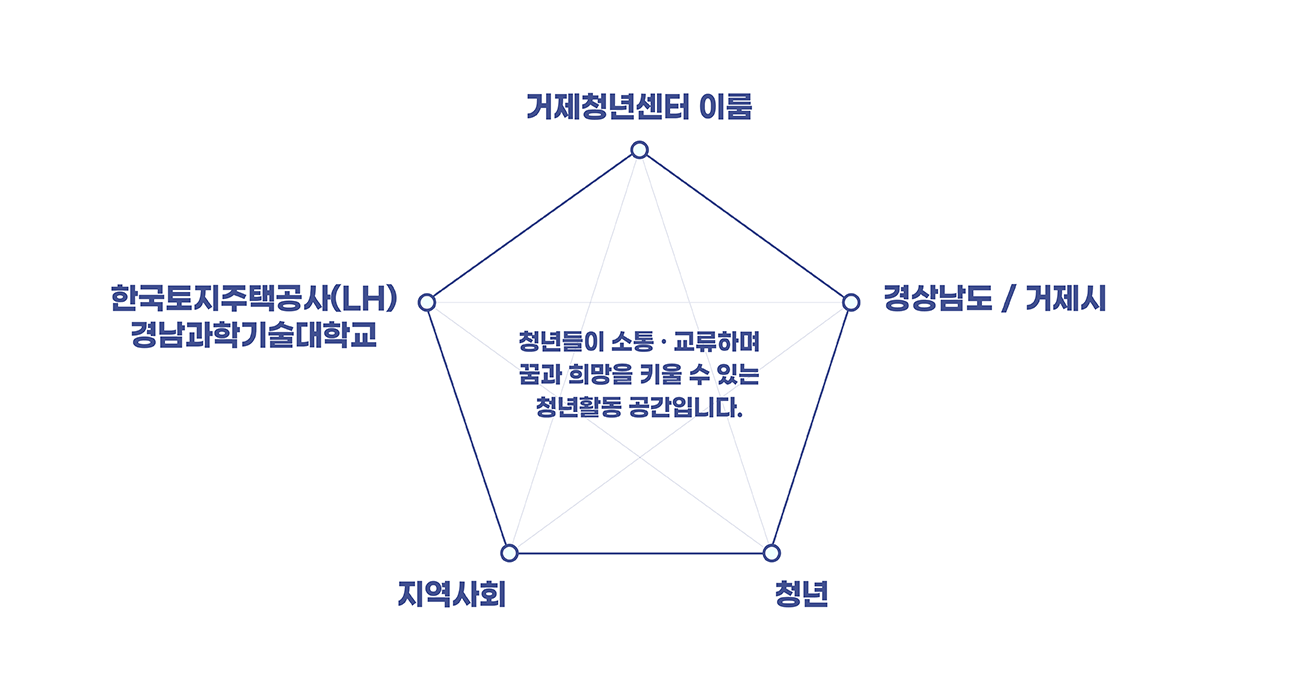 거제청년센터 이룸
한국토지주택공사(LH)
경남과학기술대학교
경상남도 / 거제시
청년들이 소통 · 교류하며
꿈과 희망을 키울 수 있는
청년활동 공간입니다.
지역사회
청년